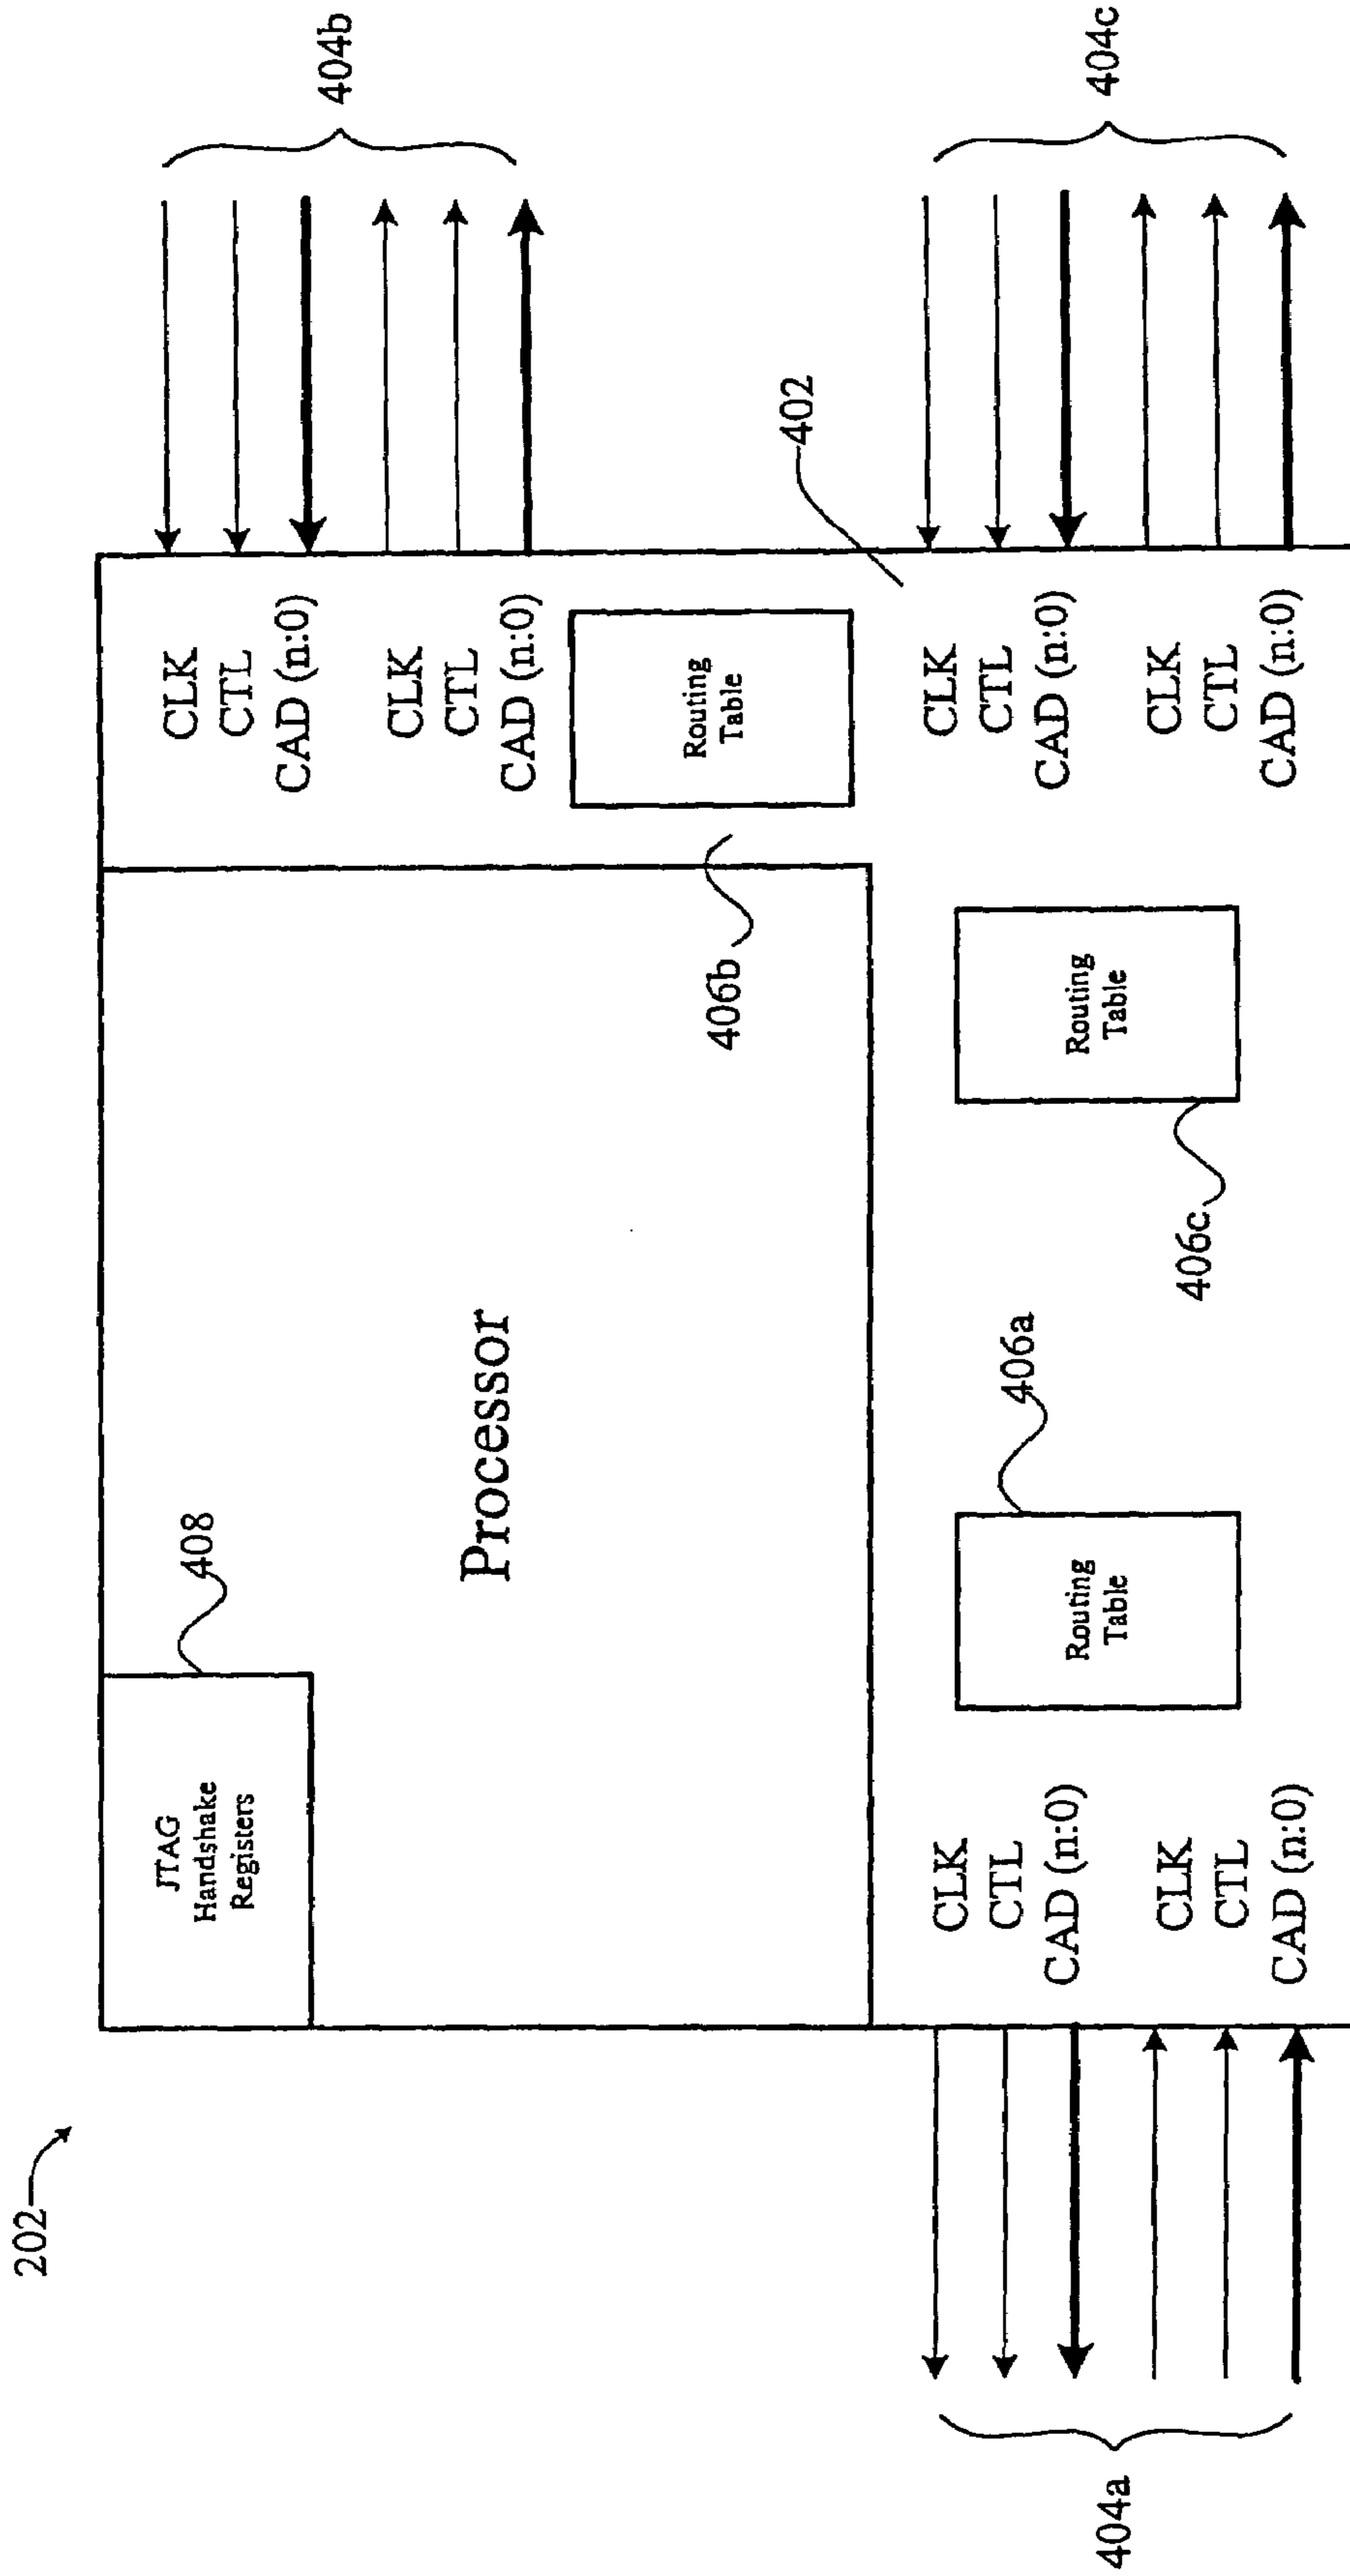 202
JTAG
Handshake
Registers
408
Processor
CLK
CTL
CAD (n:0)
CLK
CTL
CAD (n:0)
404b
Routing
Table
406b
402
CLK
CTL
CAD (n:0)
CLK
CTL
CAD (n:0)
404a
Routing
Table
406a
Routing
Table
406c
CLK
CTL
CAD (n:0)
CLK
CTL
CAD (n:0)
404c